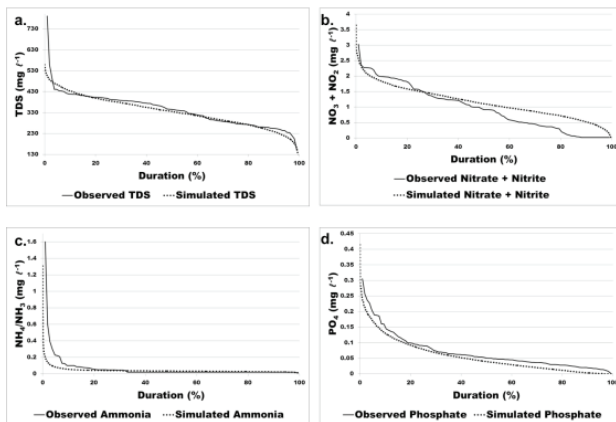 a.
TDS (mg ℓ⁻¹)
730
630
530
430
330
230
130
0 20 40 60 80 100
Duration (%)
Observed TDS Simulated TDS
b.
NO₃ + NO₂ (mg ℓ⁻¹)
4
3.5
3
2.5
2
1.5
1
0.5
0
0 20 40 60 80 100
Duration (%)
Observed Nitrate + Nitrite
Simulated Nitrate + Nitrite
c.
NH₄/NH₃ (mg ℓ⁻¹)
1.6
1.4
1.2
1
0.8
0.6
0.4
0.2
0
0 20 40 60 80 100
Duration (%)
Observed Ammonia Simulated Ammonia
d.
PO₄ (mg ℓ⁻¹)
0.45
0.4
0.35
0.3
0.25
0.2
0.15
0.1
0.05
0
0 20 40 60 80 100
Duration (%)
Observed Phosphate Simulated Phosphate